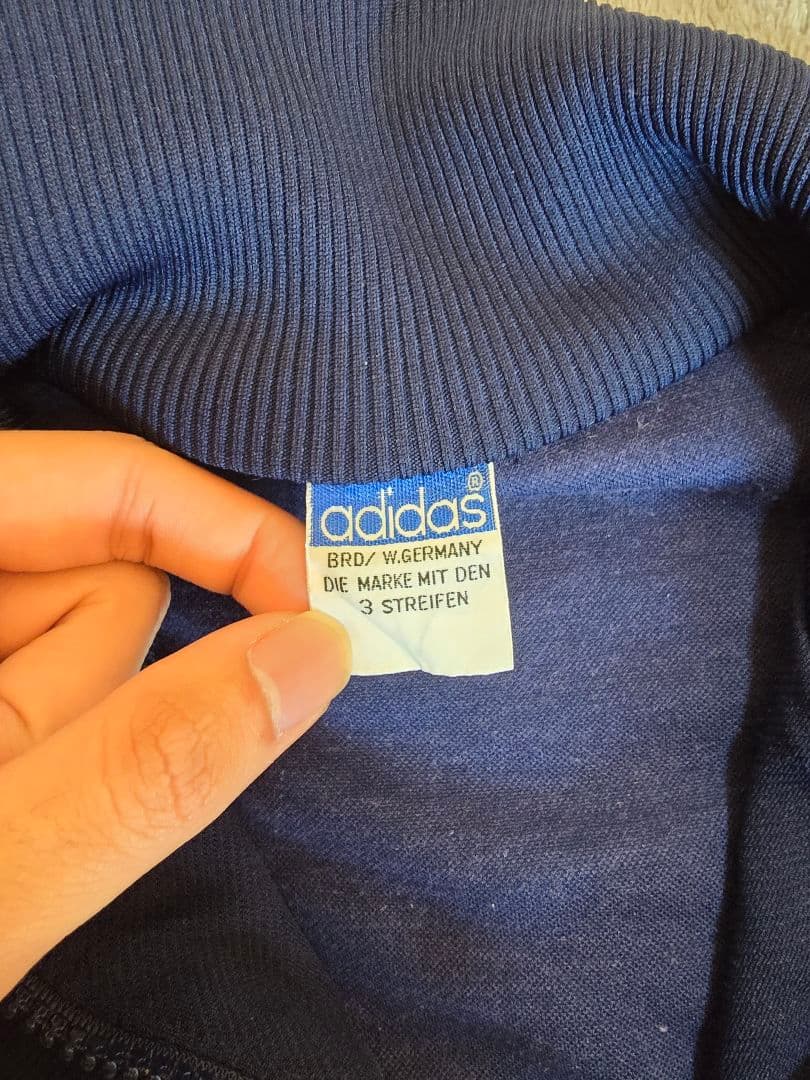 adidas®
BRD/ W.GERMANY
DIE MARKE MIT DEN
3 STREIFEN